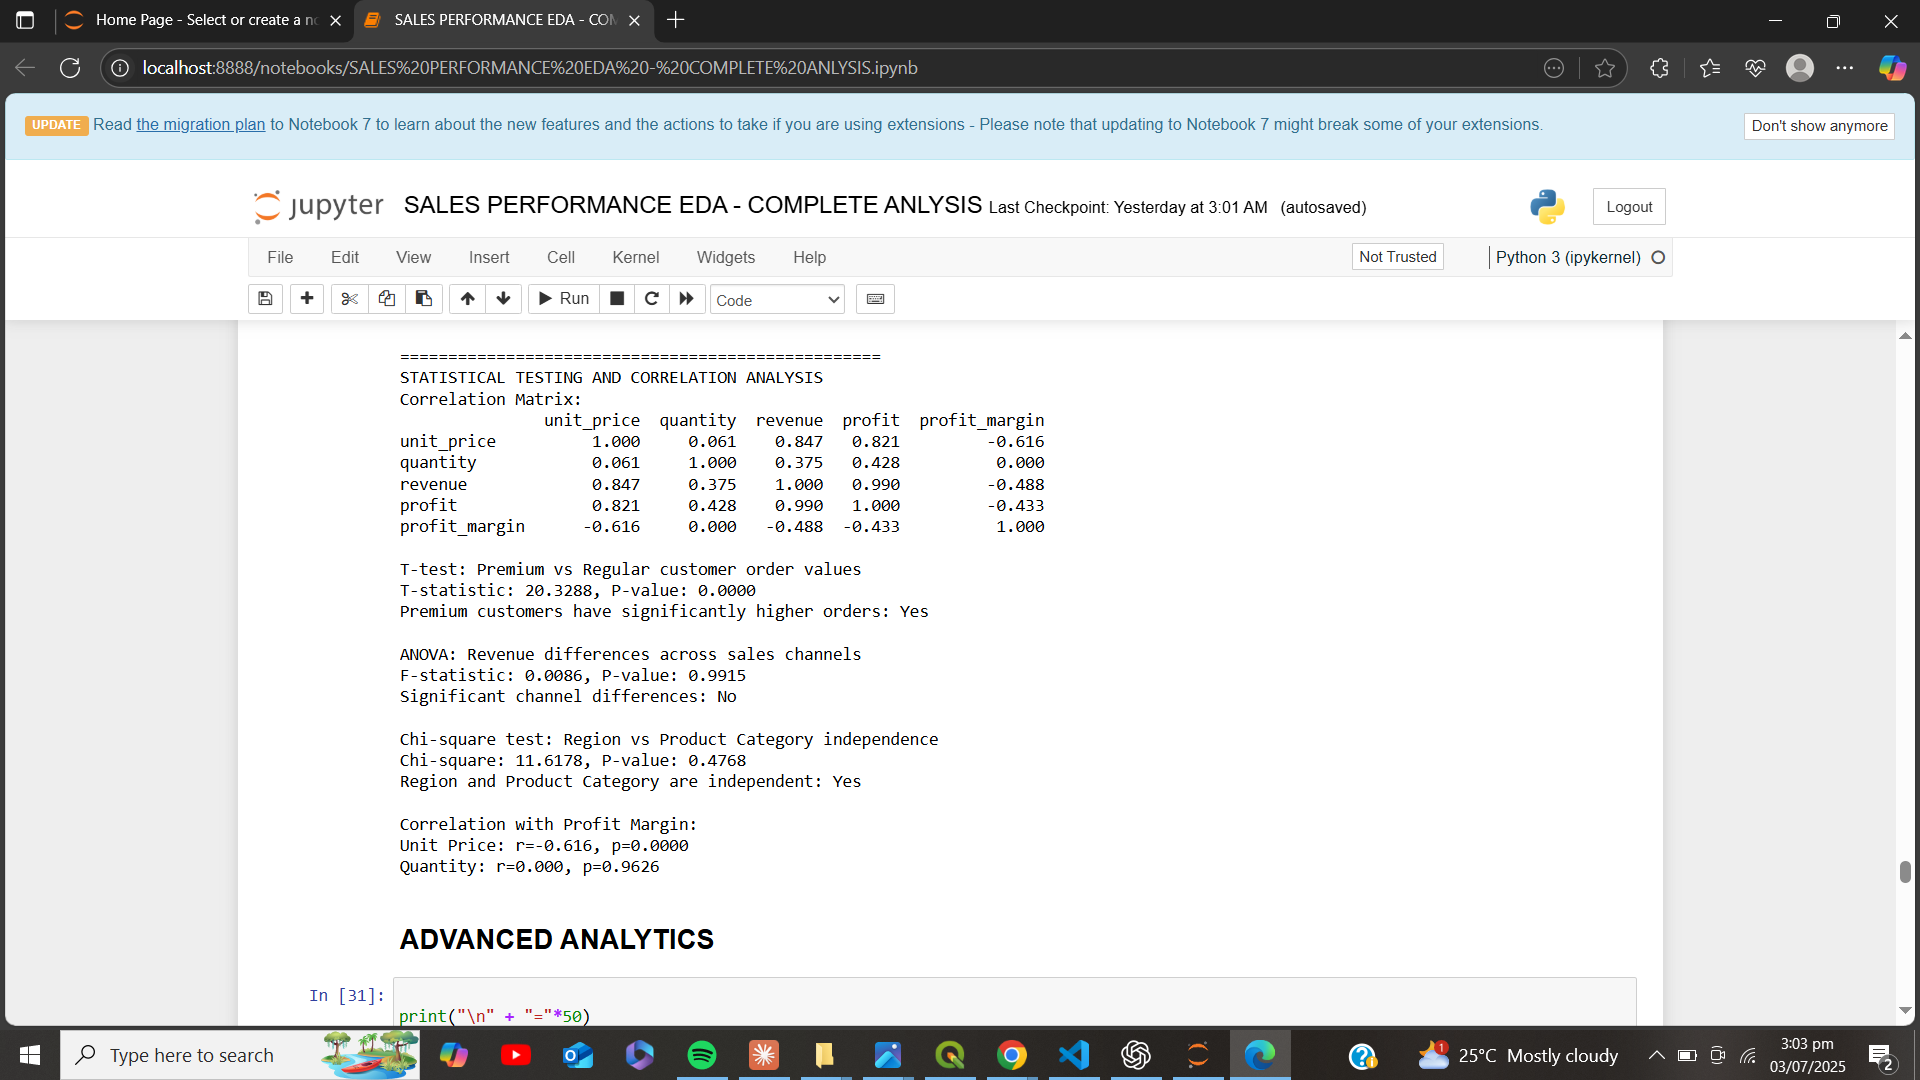 Home Page - Select or create a n
SALES PERFORMANCE EDA - COM
localhost:8888/notebooks/SALES%20PERFORMANCE%20EDA%20-%20COMPLETE%20ANLYSIS.ipynb
UPDATE Read the migration plan to Notebook 7 to learn about the new features and the actions to take if you are using extensions - Please note that updating to Notebook 7 might break some of your extensions.
Don't show anymore
jupyter SALES PERFORMANCE EDA - COMPLETE ANLYSIS Last Checkpoint: Yesterday at 3:01 AM (autosaved)
Logout
File Edit View Insert Cell Kernel Widgets Help
Not Trusted
Python 3 (ipykernel)
Run
Code
==================================================
STATISTICAL TESTING AND CORRELATION ANALYSIS
Correlation Matrix:
unit_price quantity revenue profit profit_margin
unit_price 1.000 0.061 0.847 0.821 -0.616
quantity 0.061 1.000 0.375 0.428 0.000
revenue 0.847 0.375 1.000 0.990 -0.488
profit 0.821 0.428 0.990 1.000 -0.433
profit_margin -0.616 0.000 -0.488 -0.433 1.000
T-test: Premium vs Regular customer order values
T-statistic: 20.3288, P-value: 0.0000
Premium customers have significantly higher orders: Yes
ANOVA: Revenue differences across sales channels
F-statistic: 0.0086, P-value: 0.9915
Significant channel differences: No
Chi-square test: Region vs Product Category independence
Chi-square: 11.6178, P-value: 0.4768
Region and Product Category are independent: Yes
Correlation with Profit Margin:
Unit Price: r=-0.616, p=0.0000
Quantity: r=0.000, p=0.9626
ADVANCED ANALYTICS
In [31]:
print("\n" + "="*50)
Type here to search
1
25°C Mostly cloudy
3:03 pm
03/07/2025
2